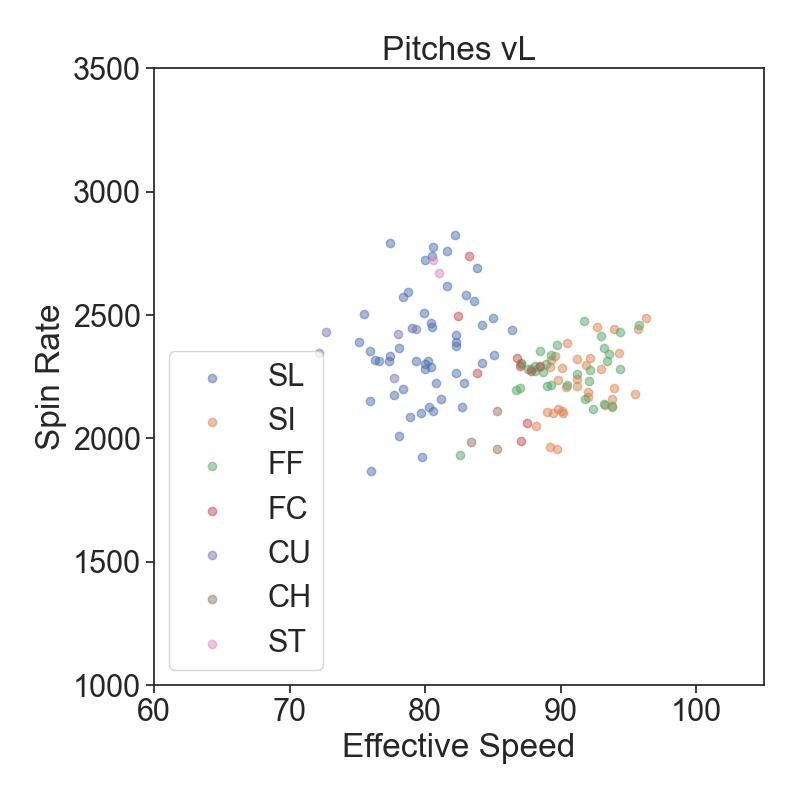 Pitches vL
3500
3000
2500
2000
1500
1000
Spin Rate
SL
SI
FF
FC
CU
CH
ST
60
70
80
90
100
Effective Speed